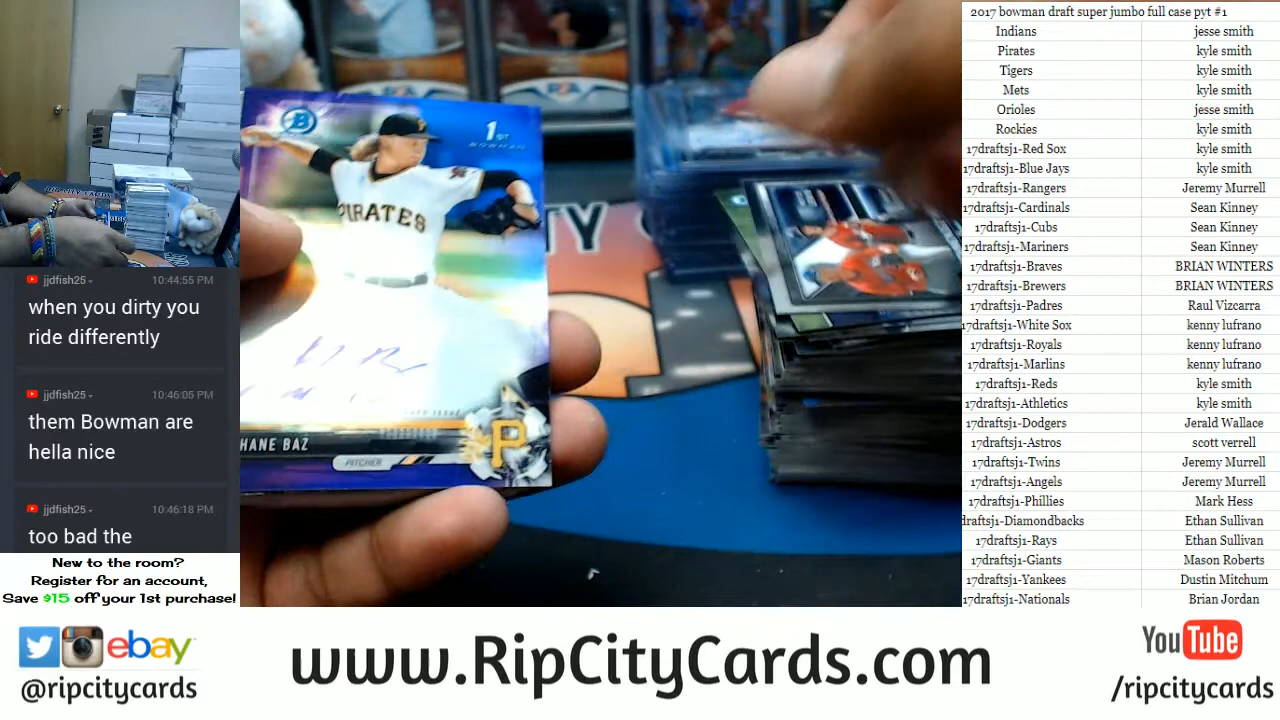 jjdfish25 10:44:55 PM
when you dirty you
ride differently
jjdfish25 10:46:05 PM
them Bowman are
hella nice
jjdfish25 10:46:18 PM
too bad the
New to the room?
Register for an account,
Save $15 off your 1st purchase!
1ST
BOWMAN
PIRATES
HANE BAZ
PITCHER
P
TY
2017 bowman draft super jumbo full case pyt #1
Indians jesse smith
Pirates kyle smith
Tigers kyle smith
Mets kyle smith
Orioles jesse smith
Rockies kyle smith
17draftsj1-Red Sox kyle smith
17draftsj1-Blue Jays kyle smith
17draftsj1-Rangers Jeremy Murrell
17draftsj1-Cardinals Sean Kinney
17draftsj1-Cubs Sean Kinney
17draftsj1-Mariners Sean Kinney
17draftsj1-Braves BRIAN WINTERS
17draftsj1-Brewers BRIAN WINTERS
17draftsj1-Padres Raul Vizcarra
17draftsj1-White Sox kenny lufrano
17draftsj1-Royals kenny lufrano
17draftsj1-Marlins kenny lufrano
17draftsj1-Reds kyle smith
17draftsj1-Athletics kyle smith
17draftsj1-Dodgers Jerald Wallace
17draftsj1-Astros scott verrell
17draftsj1-Twins Jeremy Murrell
17draftsj1-Angels Jeremy Murrell
17draftsj1-Phillies Mark Hess
draftsj1-Diamondbacks Ethan Sullivan
17draftsj1-Rays Ethan Sullivan
17draftsj1-Giants Mason Roberts
17draftsj1-Yankees Dustin Mitchum
17draftsj1-Nationals Brian Jordan
ebay
@ripcitycards
www.RipCityCards.com
YouTube
/ripcitycards